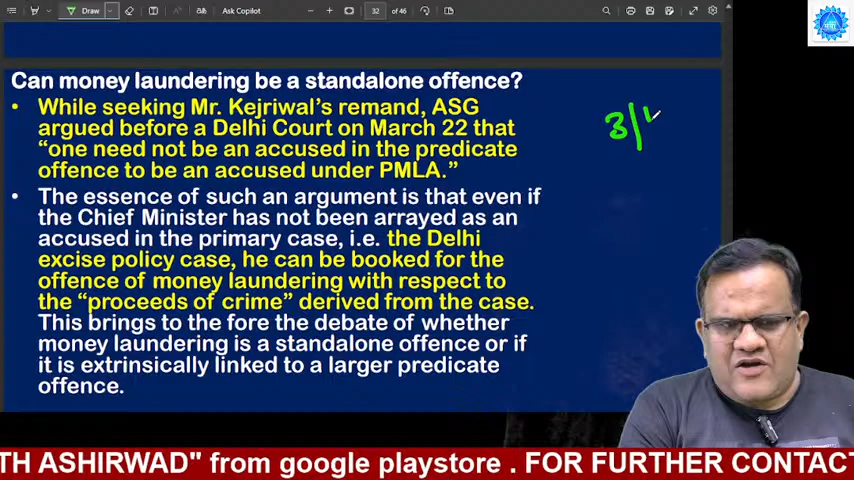 Draw
Ask Copilot
32
of 46
Can money laundering be a standalone offence?
• While seeking Mr. Kejriwal's remand, ASG
argued before a Delhi Court on March 22 that
"one need not be an accused in the predicate
offence to be an accused under PMLA."
• The essence of such an argument is that even if
the Chief Minister has not been arrayed as an
accused in the primary case, i.e. the Delhi
excise policy case, he can be booked for the
offence of money laundering with respect to
the "proceeds of crime" derived from the case.
This brings to the fore the debate of whether
money laundering is a standalone offence or if
it is extrinsically linked to a larger predicate
offence.
3/
TH ASHIRWAD" from google playstore . FOR FURTHER CONTACT